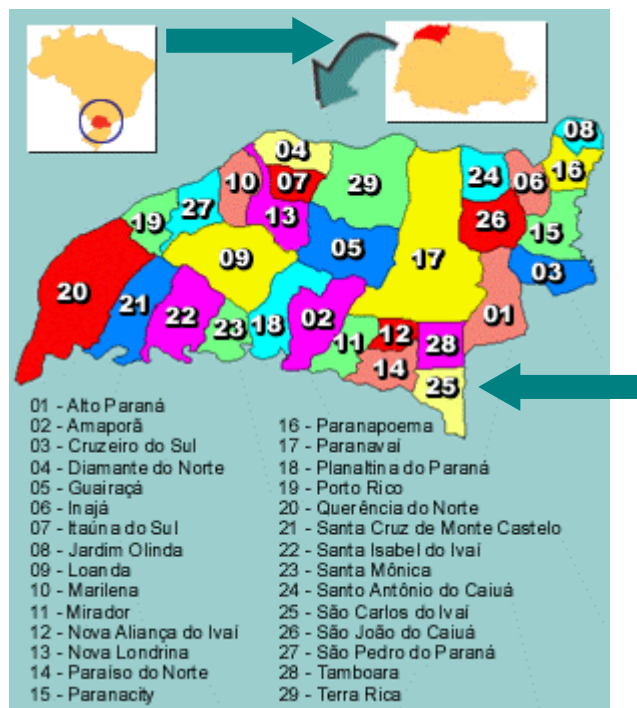 08
04
16
10
07
29
24
06
27
13
26
15
19
05
09
17
03
20
21
22
23
18
02
01
11
12
28
14
25
01 - Alto Paraná
02 - Amaporã
03 - Cruzeiro do Sul
04 - Diamante do Norte
05 - Guairaçá
06 - Inajá
07 - Itaúna do Sul
08 - Jardim Olinda
09 - Loanda
10 - Marilena
11 - Mirador
12 - Nova Aliança do Ivaí
13 - Nova Londrina
14 - Paraíso do Norte
15 - Paranacity
16 - Paranapoema
17 - Paranavaí
18 - Planaltina do Paraná
19 - Porto Rico
20 - Querência do Norte
21 - Santa Cruz de Monte Castelo
22 - Santa Isabel do Ivaí
23 - Santa Mônica
24 - Santo Antônio do Caiuá
25 - São Carlos do Ivaí
26 - São João do Caiuá
27 - São Pedro do Paraná
28 - Tamboara
29 - Terra Rica